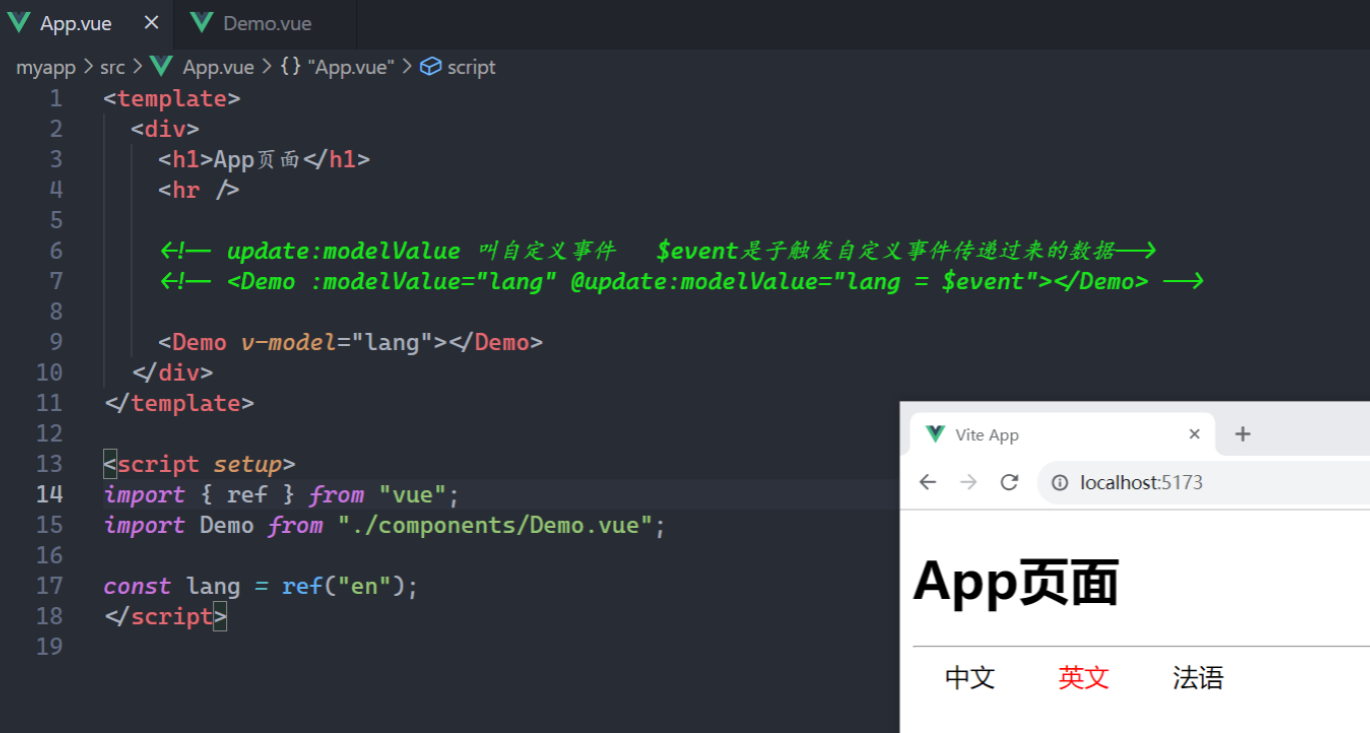 App.vue × Demo.vue
myapp > src > App.vue > {} "App.vue" > script
1 <template>
2 <div>
3 <h1>App页面</h1>
4 <hr />
5
6 <!-- update:modelValue 叫自定义事件 $event是子触发自定义事件传递过来的数据-->
7 <!-- <Demo :modelValue="lang" @update:modelValue="lang = $event"></Demo> -->
8
9 <Demo v-model="lang"></Demo>
10 </div>
11 </template>
12
13 <script setup>
14 import { ref } from "vue";
15 import Demo from "./components/Demo.vue";
16
17 const lang = ref("en");
18 </script>
19
Vite App × +
localhost:5173
App页面
中文 英文 法语